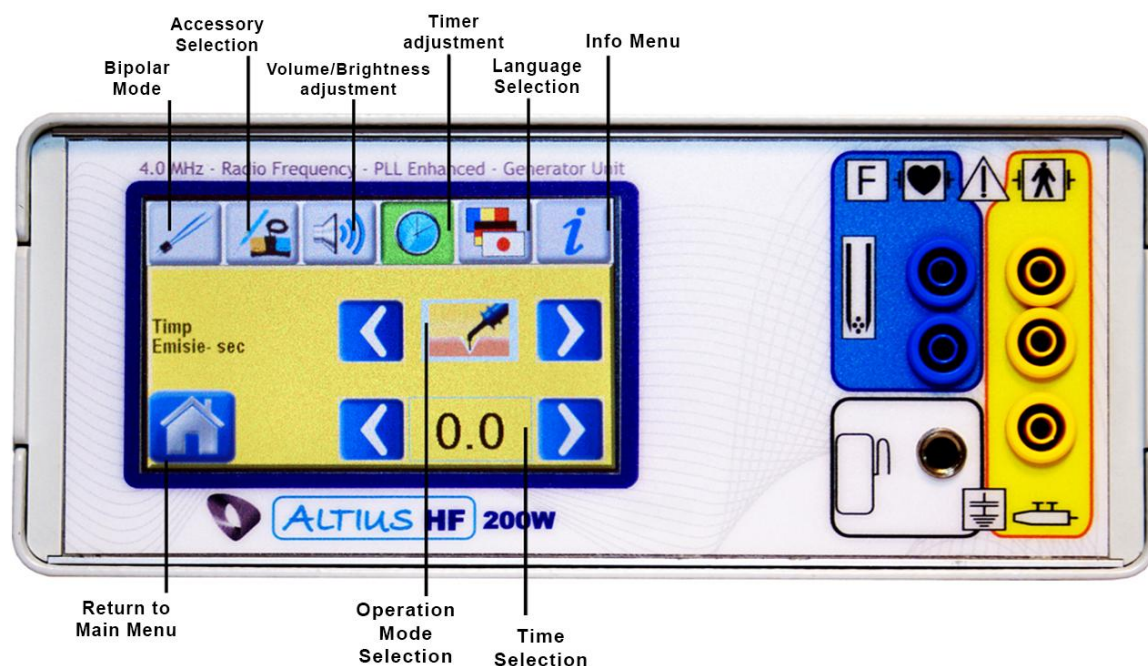 Accessory
Selection
Timer
adjustment
Info Menu
Bipolar
Mode
Volume/Brightness
adjustment
Language
Selection
4.0 MHz - Radio Frequency - PLL Enhanced - Generator Unit
F
i
Timp
Emisie- sec
0.0
ALTIUS HF 200W
Return to
Main Menu
Operation
Mode
Selection
Time
Selection